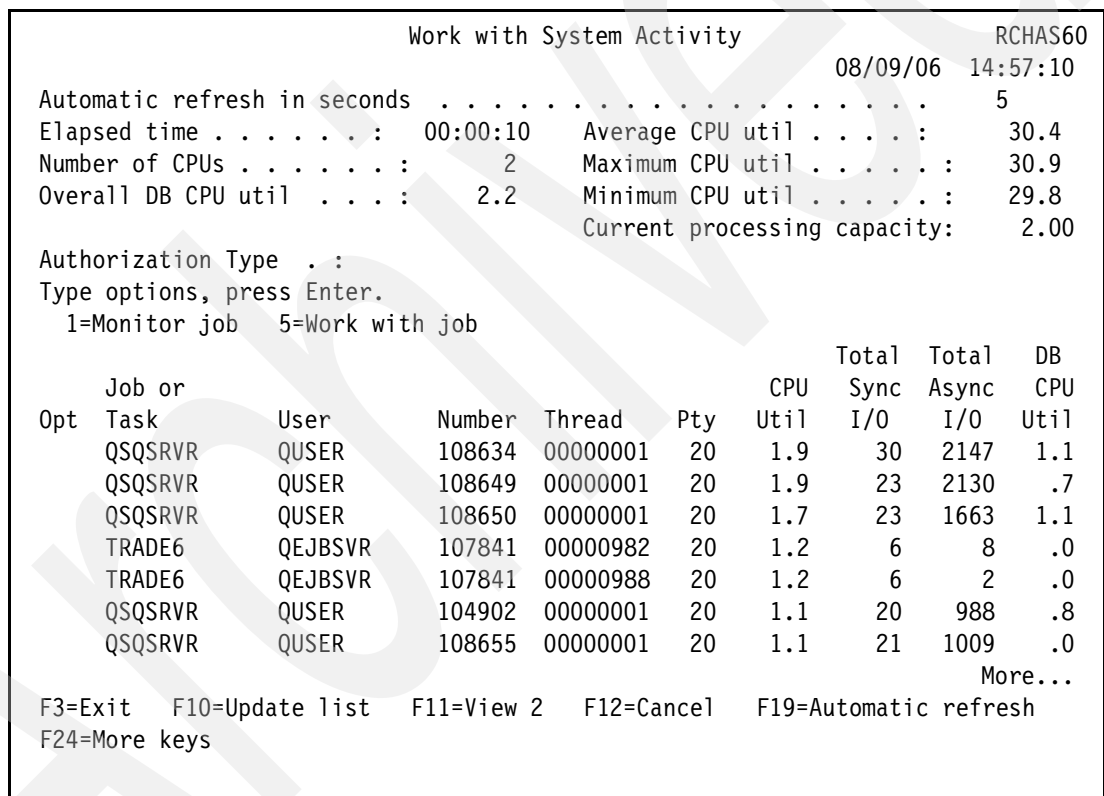 Work with System Activity RCHAS60
08/09/06 14:57:10
Automatic refresh in seconds . . . . . . . . . . . . . . . . . . . 5
Elapsed time . . . . . . : 00:00:10 Average CPU util . . . . : 30.4
Number of CPUs . . . . . . : 2 Maximum CPU util . . . . . : 30.9
Overall DB CPU util . . . : 2.2 Minimum CPU util . . . . . : 29.8
Current processing capacity: 2.00
Authorization Type . :
Type options, press Enter.
1=Monitor job 5=Work with job
Total Total DB
Job or CPU Sync Async CPU
Opt Task User Number Thread Pty Util I/O I/O Util
QSQSRVR QUSER 108634 00000001 20 1.9 30 2147 1.1
QSQSRVR QUSER 108649 00000001 20 1.9 23 2130 .7
QSQSRVR QUSER 108650 00000001 20 1.7 23 1663 1.1
TRADE6 QEJBSVR 107841 00000982 20 1.2 6 8 .0
TRADE6 QEJBSVR 107841 00000988 20 1.2 6 2 .0
QSQSRVR QUSER 104902 00000001 20 1.1 20 988 .8
QSQSRVR QUSER 108655 00000001 20 1.1 21 1009 .0
More...
F3=Exit F10=Update list F11=View 2 F12=Cancel F19=Automatic refresh
F24=More keys